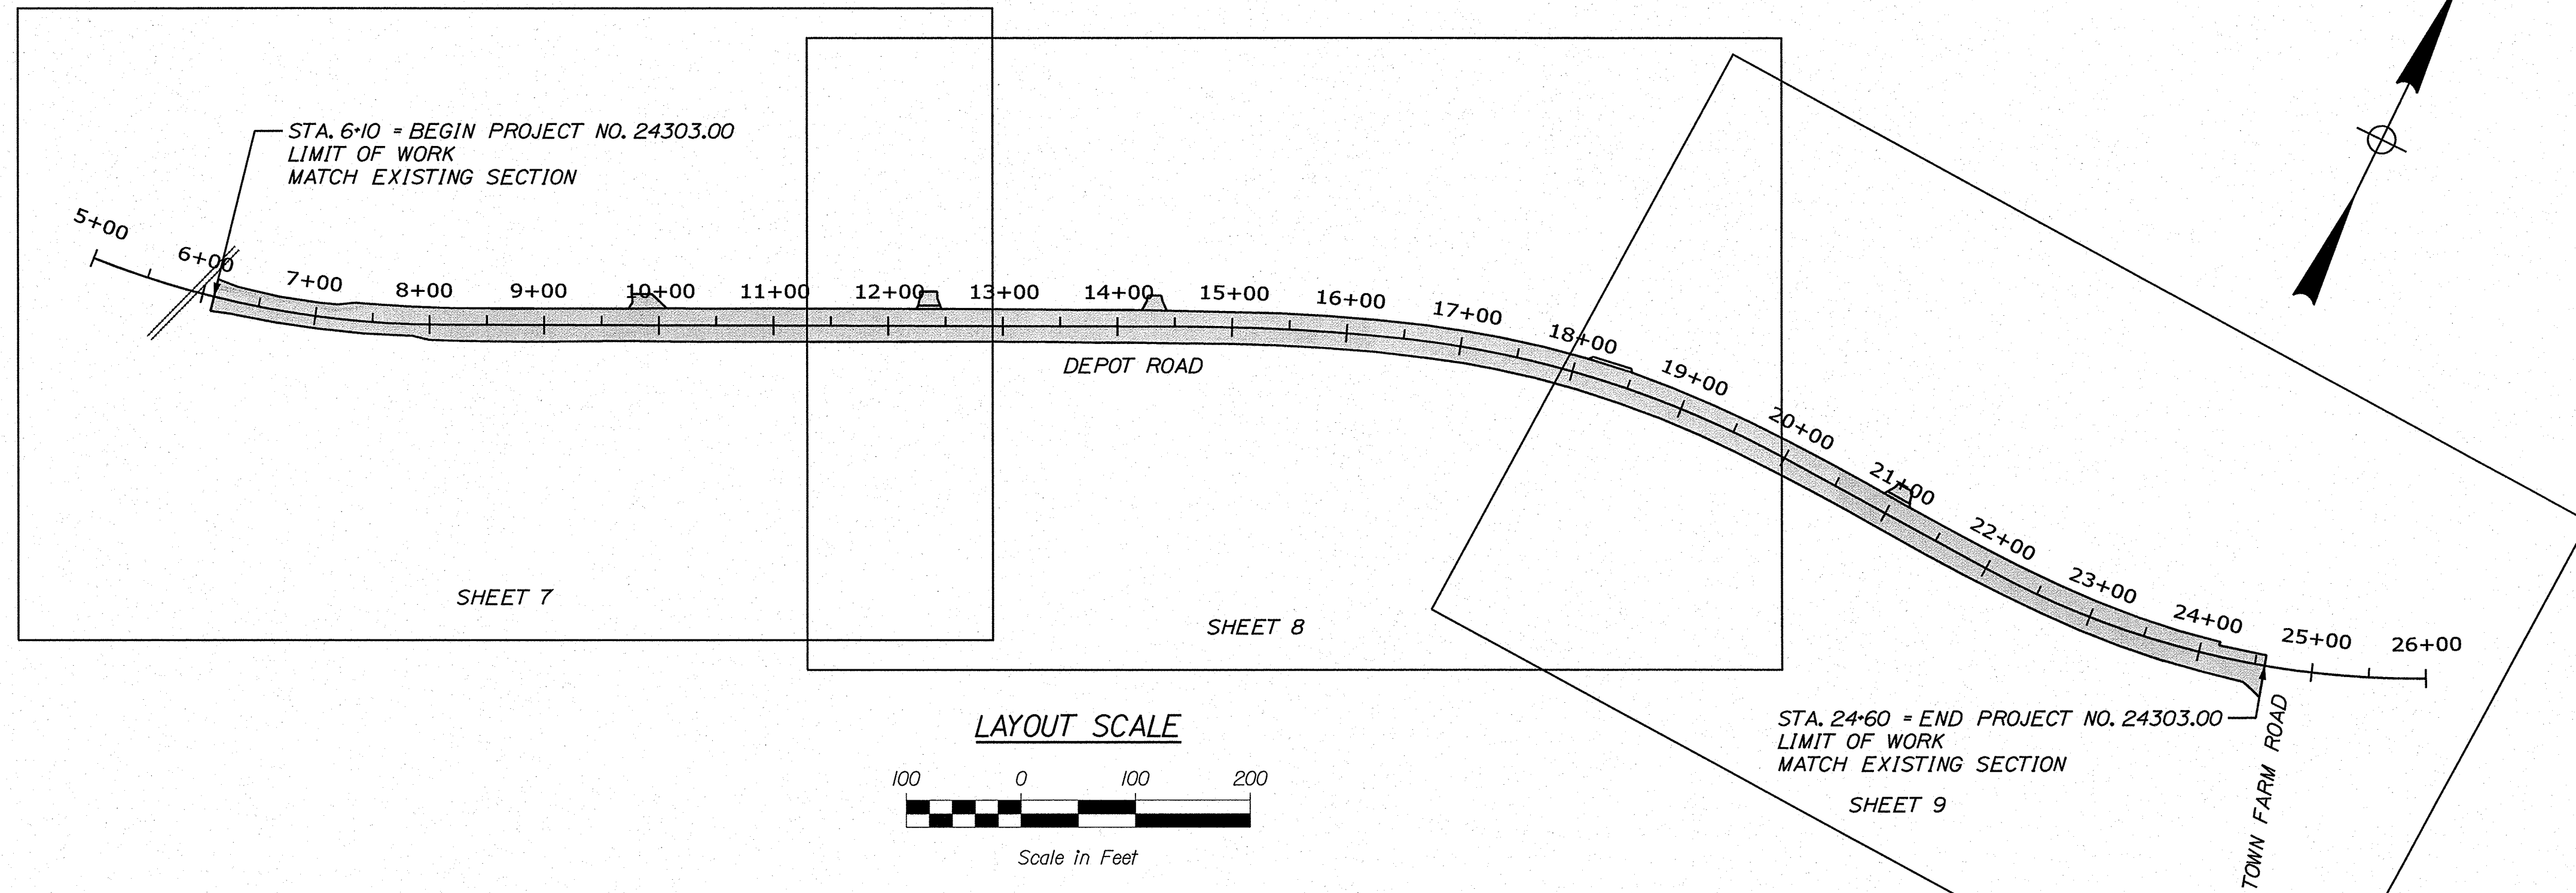 STA. 6+10 = BEGIN PROJECT NO. 24303.00
LIMIT OF WORK
MATCH EXISTING SECTION
5+00
6+00
7+00
8+00
9+00
10+00
11+00
12+00
13+00
14+00
15+00
16+00
17+00
18+00
19+00
20+00
21+00
22+00
23+00
24+00
25+00
26+00
DEPOT ROAD
SHEET 7
SHEET 8
STA. 24+60 = END PROJECT NO. 24303.00
LIMIT OF WORK
MATCH EXISTING SECTION
SHEET 9
TOWN FARM ROAD
LAYOUT SCALE
100 0 100 200
Scale in Feet